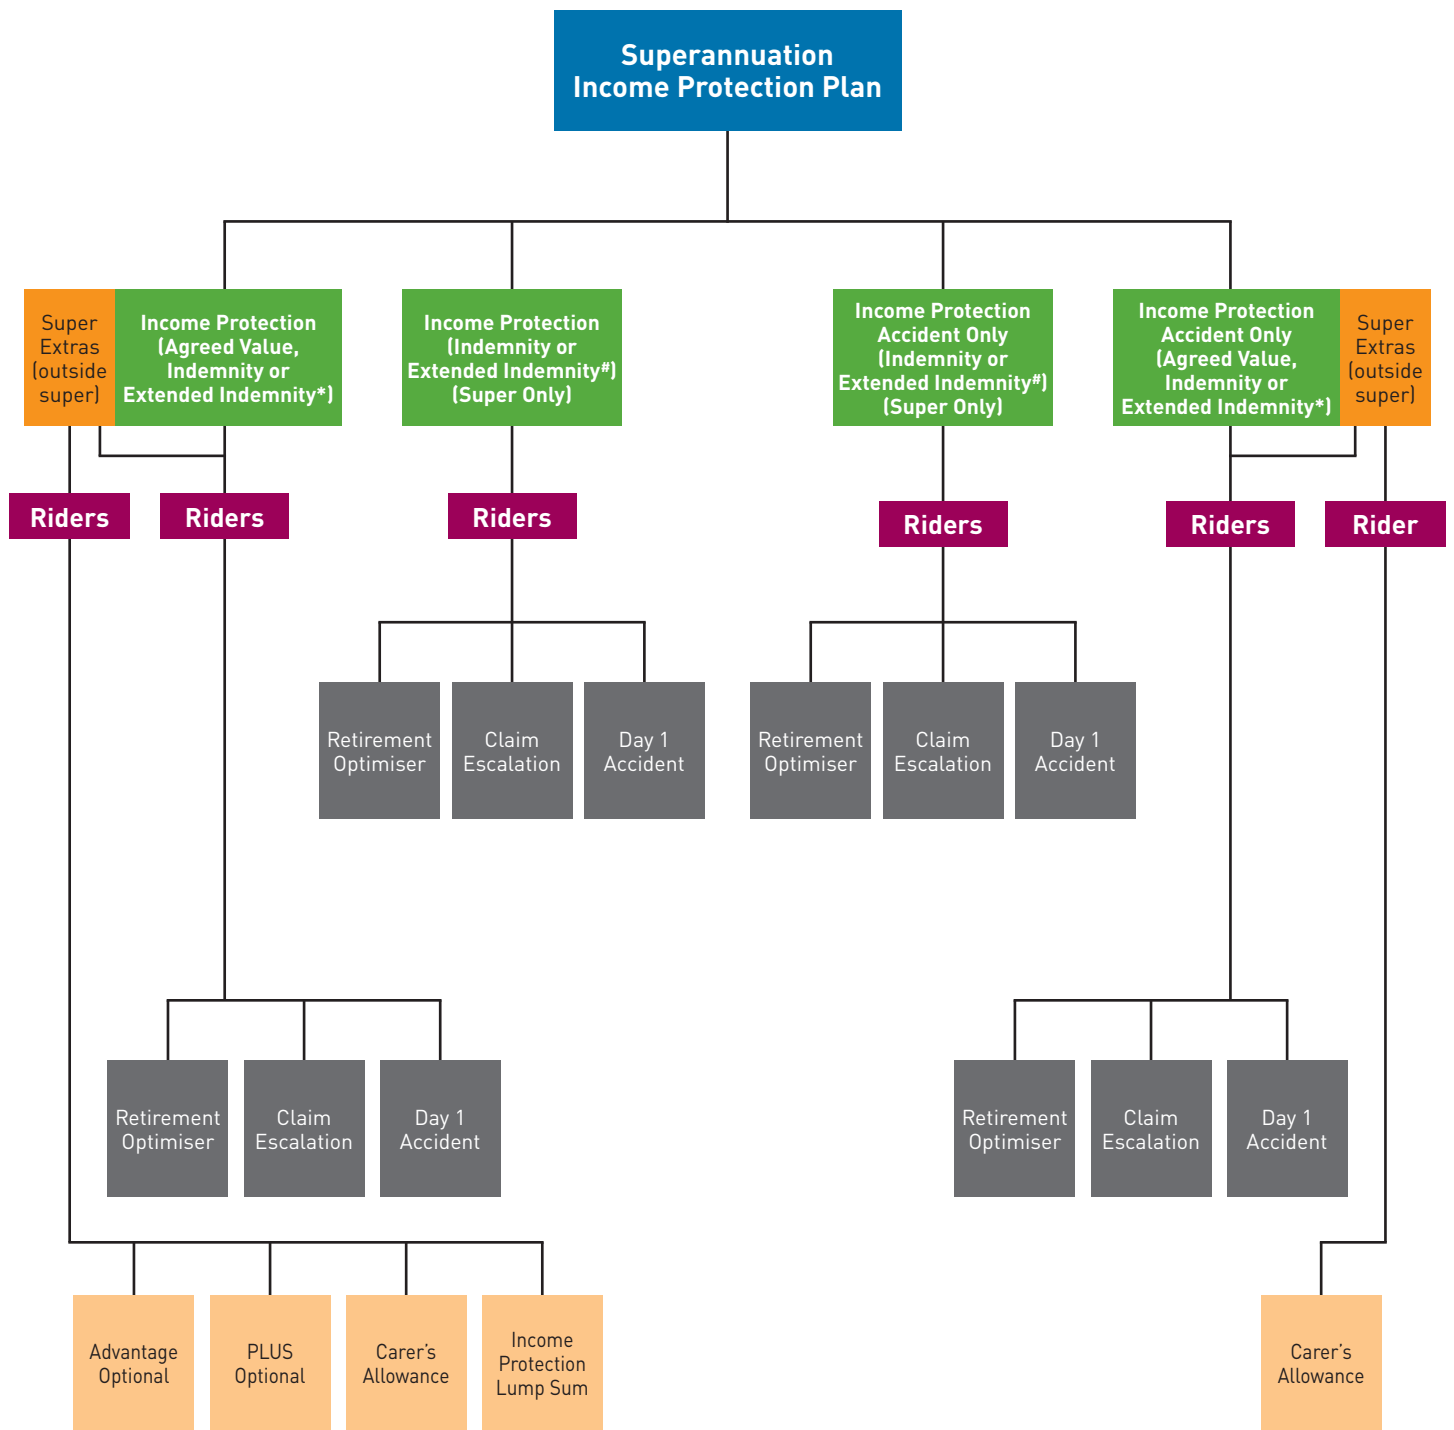 Superannuation
Income Protection Plan
Super
Extras
(outside
super)
Income Protection
(Agreed Value,
Indemnity or
Extended Indemnity*)
Income Protection
(Indemnity or
Extended Indemnity#)
(Super Only)
Income Protection
Accident Only
(Indemnity or
Extended Indemnity#)
(Super Only)
Income Protection
Accident Only
(Agreed Value,
Indemnity or
Extended Indemnity*)
Super
Extras
(outside
super)
Riders
Riders
Riders
Riders
Riders
Rider
Retirement
Optimiser
Claim
Escalation
Day 1
Accident
Retirement
Optimiser
Claim
Escalation
Day 1
Accident
Retirement
Optimiser
Claim
Escalation
Day 1
Accident
Retirement
Optimiser
Claim
Escalation
Day 1
Accident
Advantage
Optional
PLUS
Optional
Carer's
Allowance
Income
Protection
Lump Sum
Carer's
Allowance